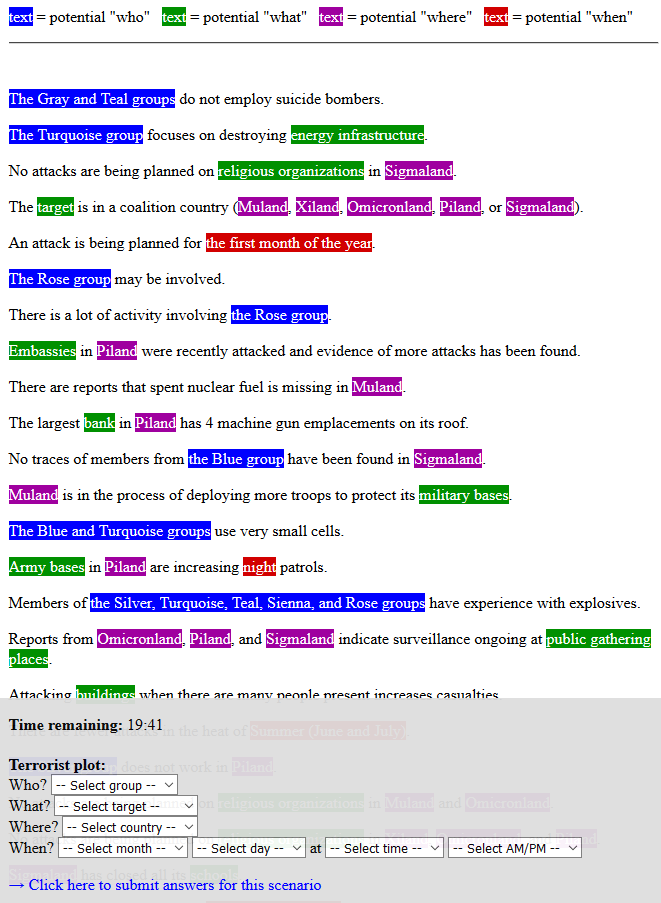 text = potential "who" text = potential "what" text = potential "where" text = potential "when"
The Gray and Teal groups do not employ suicide bombers.
The Turquoise group focuses on destroying energy infrastructure.
No attacks are being planned on religious organizations in Sigmaland.
The target is in a coalition country (Muland, Xiland, Omicronland, Piland, or Sigmaland).
An attack is being planned for the first month of the year.
The Rose group may be involved.
There is a lot of activity involving the Rose group.
Embassies in Piland were recently attacked and evidence of more attacks has been found.
There are reports that spent nuclear fuel is missing in Muland.
The largest bank in Piland has 4 machine gun emplacements on its roof.
No traces of members from the Blue group have been found in Sigmaland.
Muland is in the process of deploying more troops to protect its military bases.
The Blue and Turquoise groups use very small cells.
Army bases in Piland are increasing night patrols.
Members of the Silver, Turquoise, Teal, Sienna, and Rose groups have experience with explosives.
Reports from Omicronland, Piland, and Sigmaland indicate surveillance ongoing at public gathering
places.
Attacking buildings when there are many people present increases casualties.
Time remaining: 19:41
in the heat of Summer (June and July)
Terrorist plot:
does not work in Piland
Who? -- Select group --
What? -- Select target --
religious organizations in Muland and Omicronland
Where? -- Select country --
When? -- Select month -- -- Select day -- at -- Select time -- -- Select AM/PM --
has closed all its schools
→ Click here to submit answers for this scenario